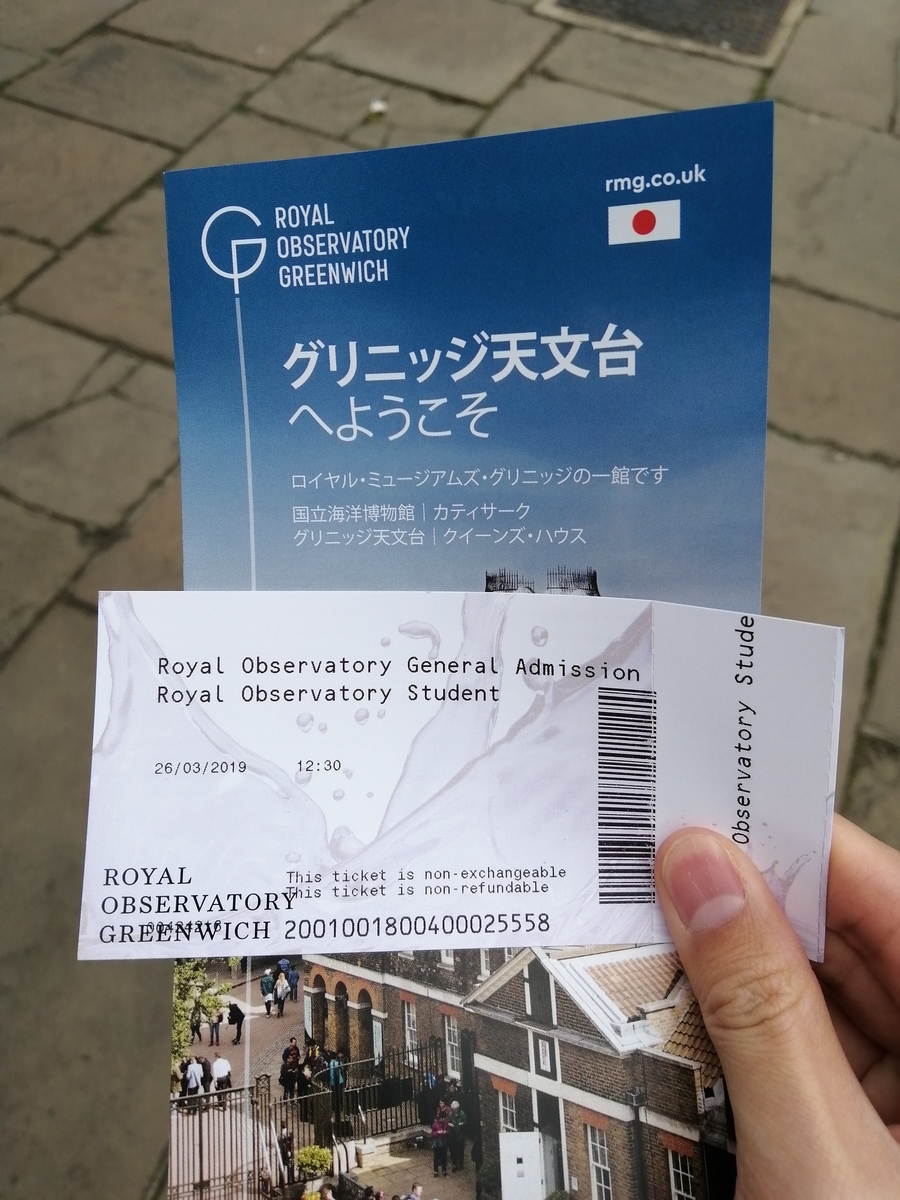 rmg.co.uk
ROYAL
OBSERVATORY
GREENWICH
グリニッジ天文台
へようこそ
ロイヤル・ミュージアムズ・グリニッジの一館です
国立海洋博物館｜カティサーク
グリニッジ天文台｜クイーンズ・ハウス
Royal Observatory General Admission
Royal Observatory Student
26/03/2019 12:30
This ticket is non-exchangeable
This ticket is non-refundable
ROYAL
OBSERVATORY
GREENWICH
2001001800400025558
Observatory Stude